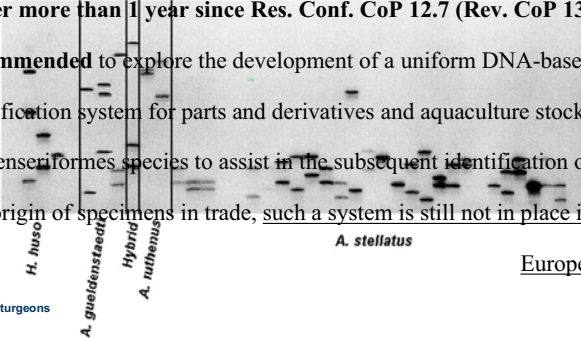 er more than 1 year since Res. Conf. CoP 12.7 (Rev. CoP 13
mmended to explore the development of a uniform DNA-base
fication system for parts and derivatives and aquaculture stock
enseriformes species to assist in the subsequent identification o
origin of specimens in trade, such a system is still not in place i
A. stellatus
H. huso
A. gueldenstaedti
Hybrid
A. ruthenus
Europe
turgeons